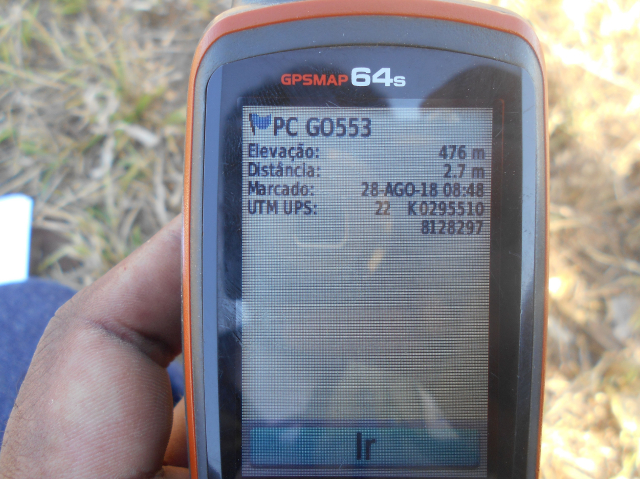 GPSMAP 64s
PC GO553
Elevação: 476 m
Distância: 2.7 m
Marcado: 28-AGO-18 08:48
UTM UPS: 22 K 0295510
8128297
Ir